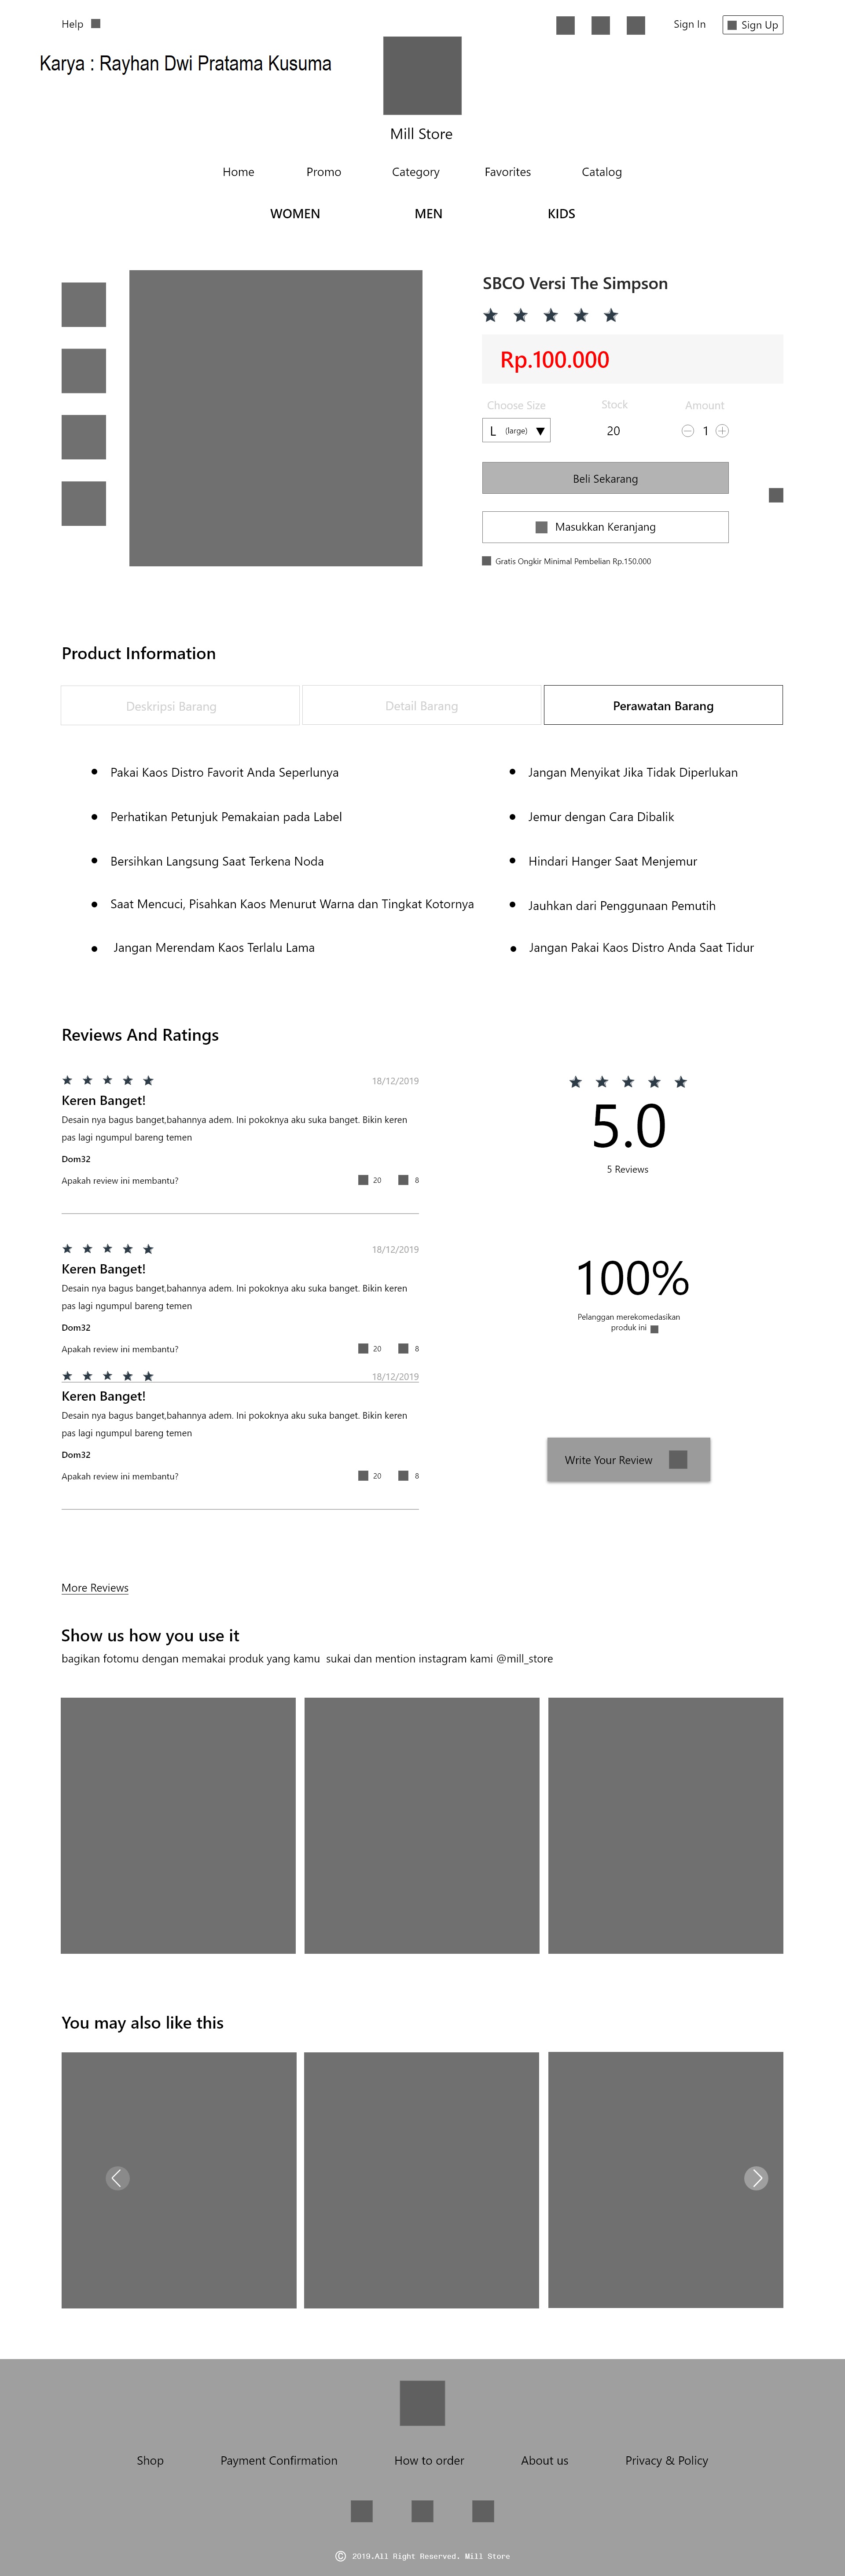 Help
Sign In
Sign Up
Karya : Rayhan Dwi Pratama Kusuma
Mill Store
Home Promo Category Favorites Catalog
WOMEN MEN KIDS
SBCO Versi The Simpson
Rp.100.000
Choose Size Stock Amount
L (large) 20 1
Beli Sekarang
Masukkan Keranjang
Gratis Ongkir Minimal Pembelian Rp.150.000
Product Information
Deskripsi Barang Detail Barang Perawatan Barang
Pakai Kaos Distro Favorit Anda Seperlunya
Perhatikan Petunjuk Pemakaian pada Label
Bersihkan Langsung Saat Terkena Noda
Saat Mencuci, Pisahkan Kaos Menurut Warna dan Tingkat Kotornya
Jangan Merendam Kaos Terlalu Lama
Jangan Menyikat Jika Tidak Diperlukan
Jemur dengan Cara Dibalik
Hindari Hanger Saat Menjemur
Jauhkan dari Penggunaan Pemutih
Jangan Pakai Kaos Distro Anda Saat Tidur
Reviews And Ratings
18/12/2019
Keren Banget!
Desain nya bagus banget,bahannya adem. Ini pokoknya aku suka banget. Bikin keren
pas lagi ngumpul bareng temen
Dom32
Apakah review ini membantu? 20 8
18/12/2019
Keren Banget!
Desain nya bagus banget,bahannya adem. Ini pokoknya aku suka banget. Bikin keren
pas lagi ngumpul bareng temen
Dom32
Apakah review ini membantu? 20 8
18/12/2019
Keren Banget!
Desain nya bagus banget,bahannya adem. Ini pokoknya aku suka banget. Bikin keren
pas lagi ngumpul bareng temen
Dom32
Apakah review ini membantu? 20 8
5.0
5 Reviews
100%
Pelanggan merekomedasikan
produk ini
Write Your Review
More Reviews
Show us how you use it
bagikan fotomu dengan memakai produk yang kamu  sukai dan mention instagram kami @mill_store
You may also like this
Shop Payment Confirmation How to order About us Privacy & Policy
© 2019.All Right Reserved. Mill Store